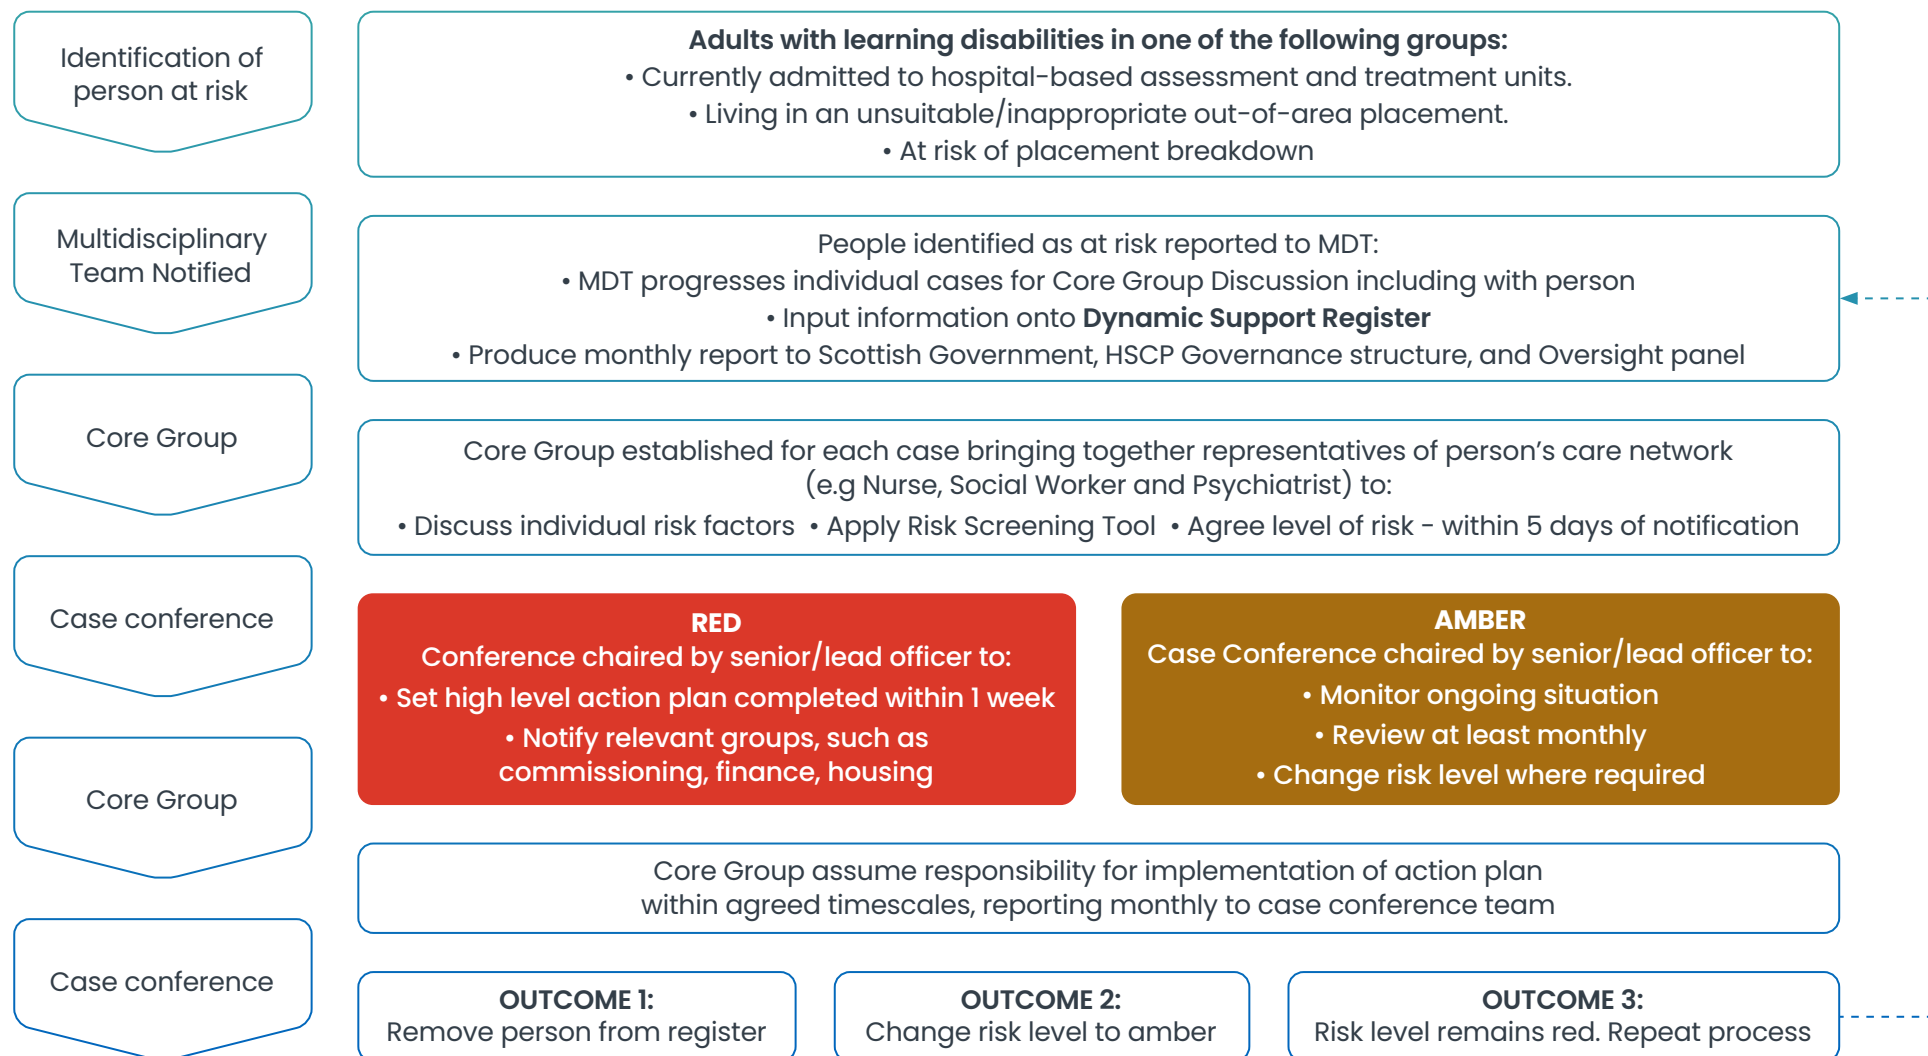 Identification of
person at risk
Adults with learning disabilities in one of the following groups:
• Currently admitted to hospital-based assessment and treatment units.
• Living in an unsuitable/inappropriate out-of-area placement.
• At risk of placement breakdown
Multidisciplinary
Team Notified
People identified as at risk reported to MDT:
• MDT progresses individual cases for Core Group Discussion including with person
• Input information onto Dynamic Support Register
• Produce monthly report to Scottish Government, HSCP Governance structure, and Oversight panel
Core Group
Core Group established for each case bringing together representatives of person’s care network
(e.g Nurse, Social Worker and Psychiatrist) to:
• Discuss individual risk factors • Apply Risk Screening Tool • Agree level of risk - within 5 days of notification
Case conference
RED
Conference chaired by senior/lead officer to:
• Set high level action plan completed within 1 week
• Notify relevant groups, such as
commissioning, finance, housing
AMBER
Case Conference chaired by senior/lead officer to:
• Monitor ongoing situation
• Review at least monthly
• Change risk level where required
Core Group
Core Group assume responsibility for implementation of action plan
within agreed timescales, reporting monthly to case conference team
Case conference
OUTCOME 1:
Remove person from register
OUTCOME 2:
Change risk level to amber
OUTCOME 3:
Risk level remains red. Repeat process